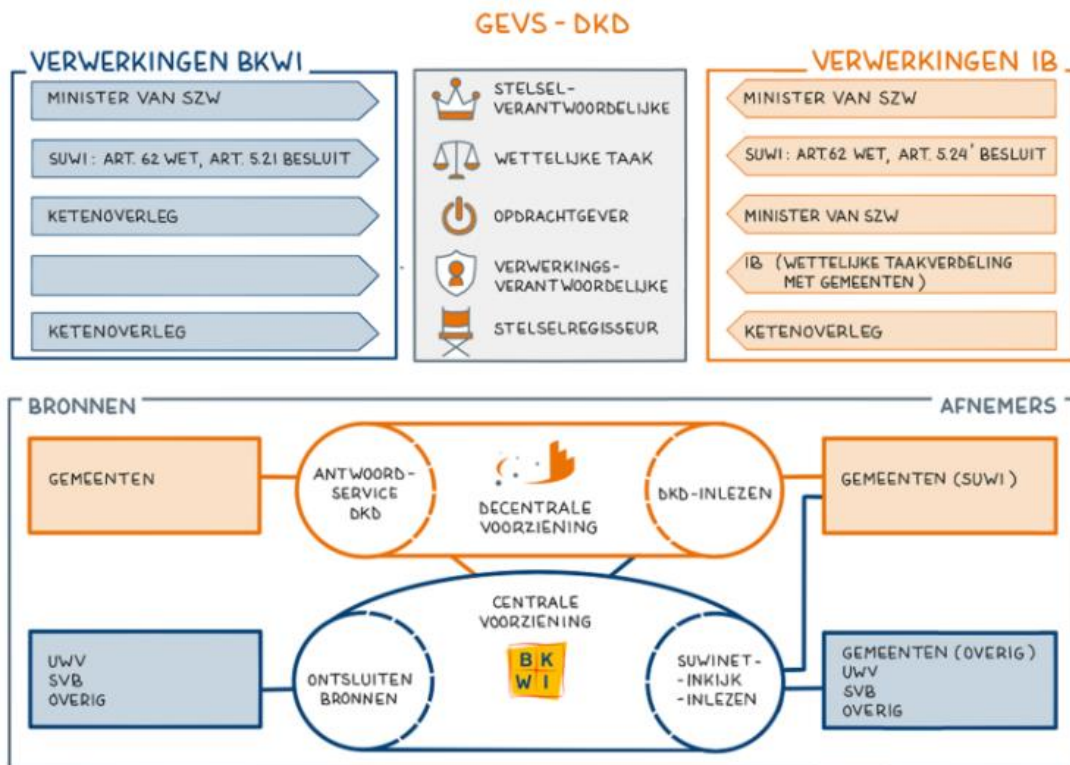 GEVS - DKD
VERWERKINGEN BKWI
MINISTER VAN SZW
SUWI: ART. 62 WET, ART. 5.21 BESLUIT
KETENOVERLEG
KETENOVERLEG
STELSEL-
VERANTWOORDELIJKE
WETTELIJKE TAAK
OPDRACHTGEVER
VERWERKINGS-
VERANTWOORDELIJKE
STELSELREGISSEUR
VERWERKINGEN IB
MINISTER VAN SZW
SUWI: ART.62 WET, ART. 5.24' BESLUIT
MINISTER VAN SZW
IB (WETTELIJKE TAAKVERDELING
MET GEMEENTEN)
KETENOVERLEG
BRONNEN
AFNEMERS
GEMEENTEN
ANTWOORD-
SERVICE
DKD
DECENTRALE
VOORZIENING
DKD-INLEZEN
GEMEENTEN (SUWI)
UWV
SVB
OVERIG
ONTSLUITEN
BRONNEN
CENTRALE
VOORZIENING
BK
WI
SUWINET-
-INKIJK
-INLEZEN
GEMEENTEN (OVERIG)
UWV
SVB
OVERIG